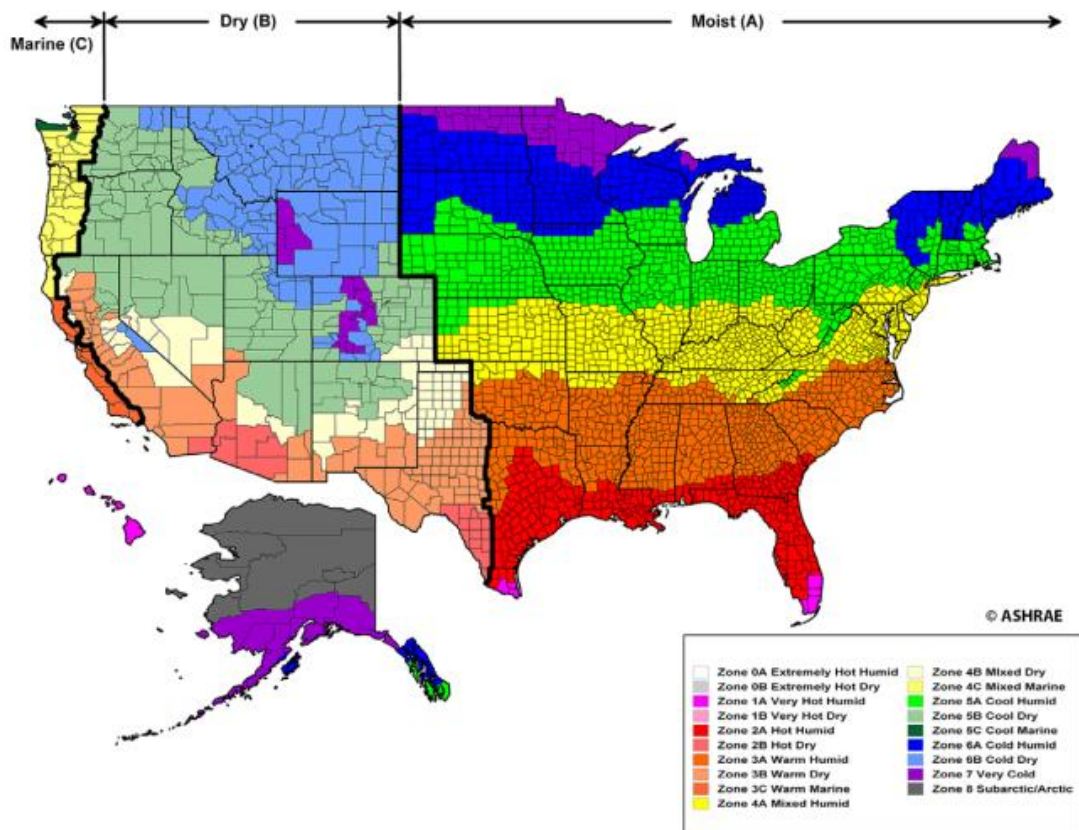 Marine (C)
Dry (B)
Moist (A)
© ASHRAE
Zone 0A Extremely Hot Humid
Zone 0B Extremely Hot Dry
Zone 1A Very Hot Humid
Zone 1B Very Hot Dry
Zone 2A Hot Humid
Zone 2B Hot Dry
Zone 3A Warm Humid
Zone 3B Warm Dry
Zone 3C Warm Marine
Zone 4A Mixed Humid
Zone 4B Mixed Dry
Zone 4C Mixed Marine
Zone 5A Cool Humid
Zone 5B Cool Dry
Zone 5C Cool Marine
Zone 6A Cold Humid
Zone 6B Cold Dry
Zone 7 Very Cold
Zone 8 Subarctic/Arctic